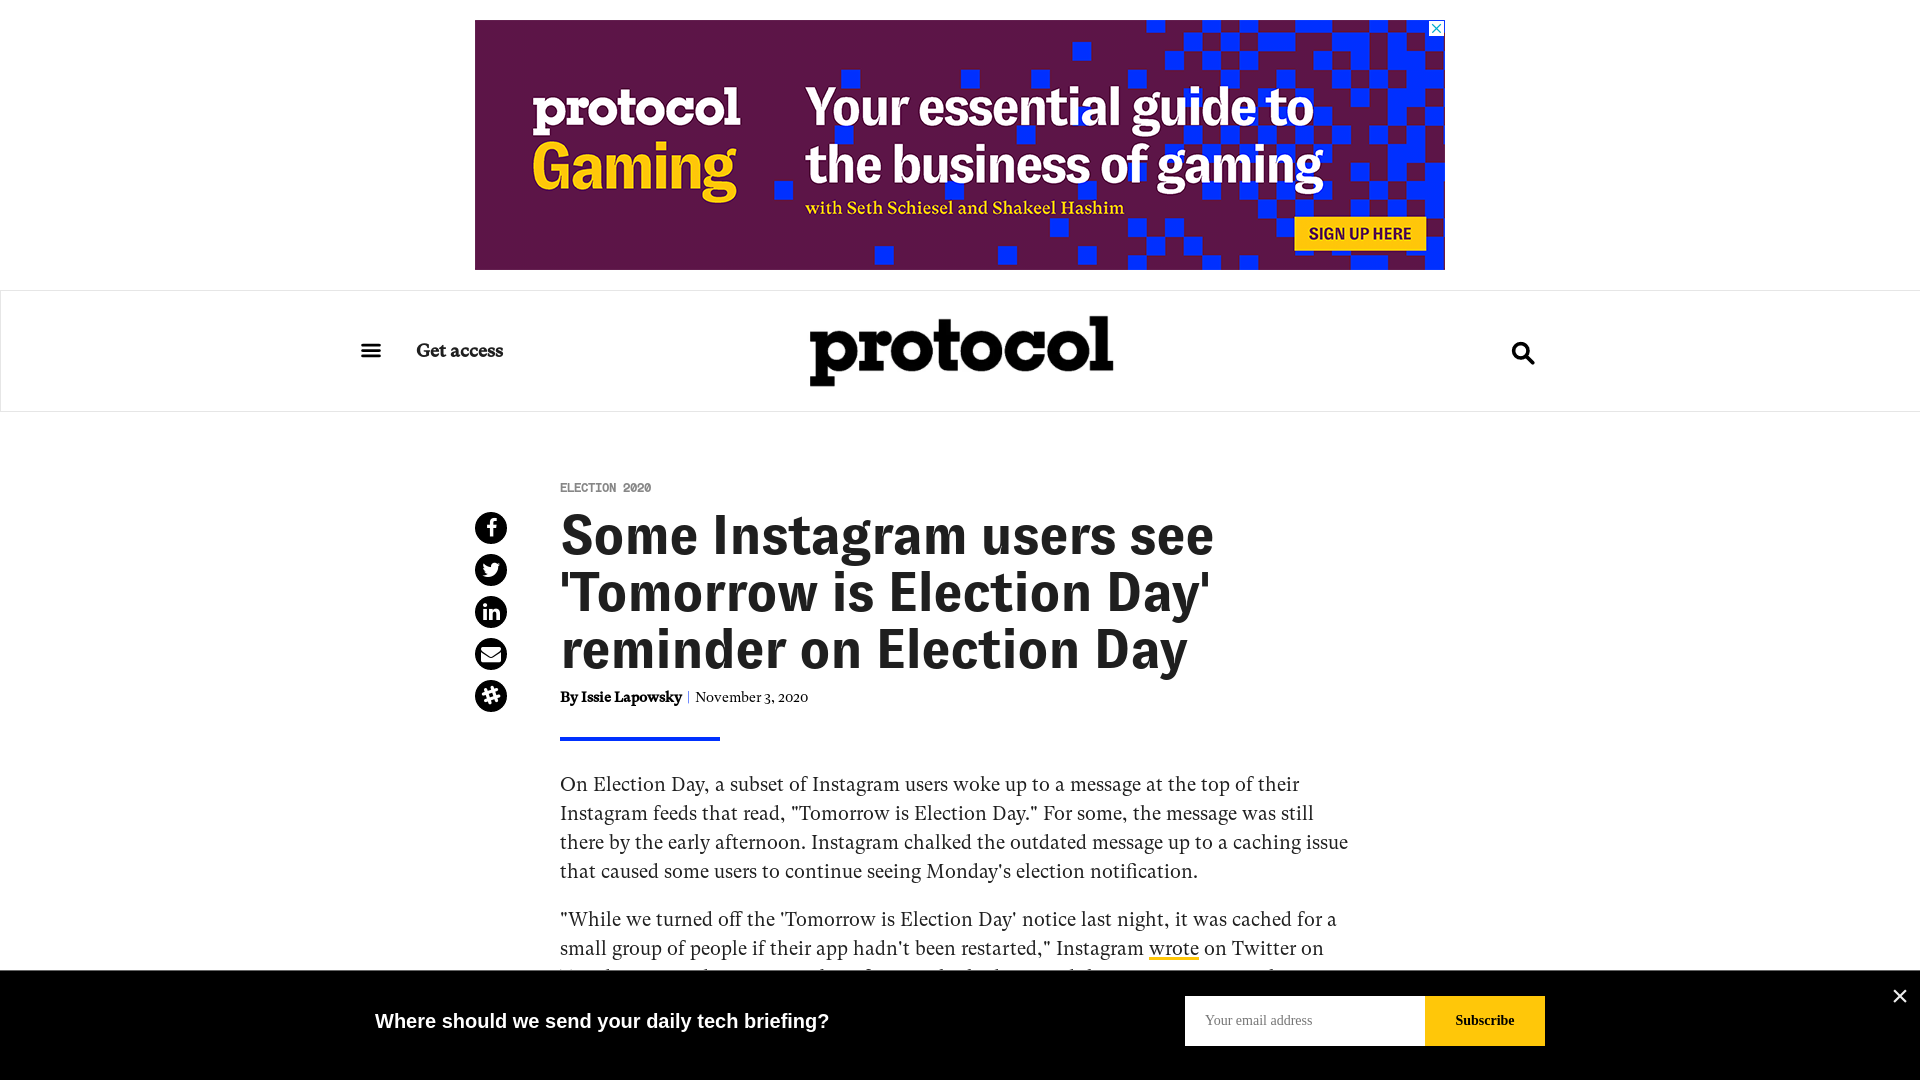 protocol
Gaming
Your essential guide to
the business of gaming
with Seth Schiesel and Shakeel Hashim
SIGN UP HERE
Get access
protocol
ELECTION 2020
Some Instagram users see
'Tomorrow is Election Day'
reminder on Election Day
By Issie Lapowsky | November 3, 2020
On Election Day, a subset of Instagram users woke up to a message at the top of their
Instagram feeds that read, "Tomorrow is Election Day." For some, the message was still
there by the early afternoon. Instagram chalked the outdated message up to a caching issue
that caused some users to continue seeing Monday's election notification.
"While we turned off the 'Tomorrow is Election Day' notice last night, it was cached for a
small group of people if their app hadn't been restarted," Instagram wrote on Twitter on
Where should we send your daily tech briefing?
Your email address
Subscribe